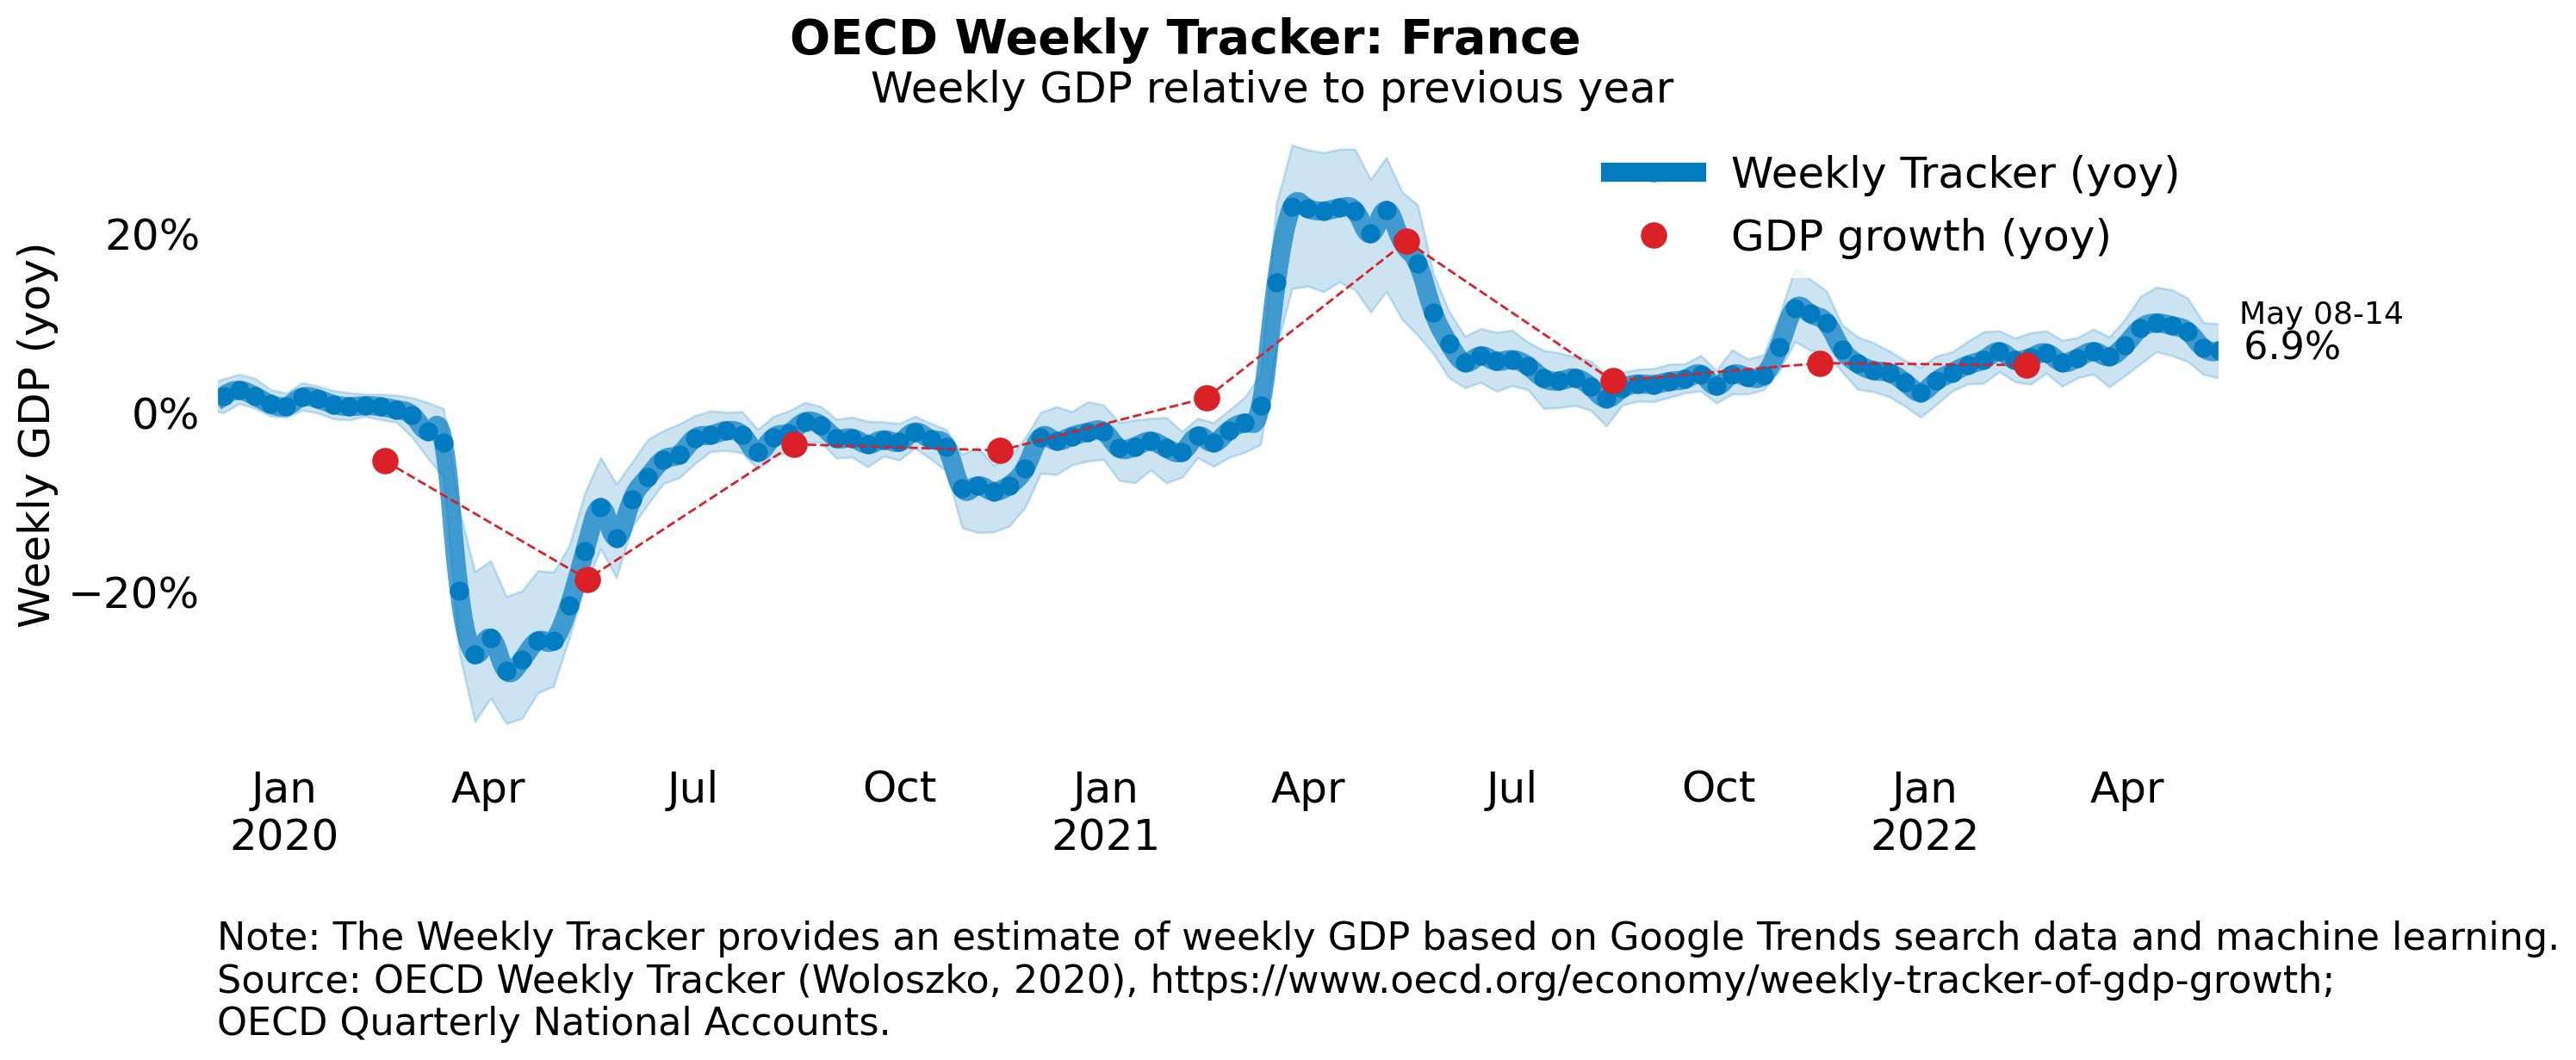 OECD Weekly Tracker: France
Weekly GDP relative to previous year
Weekly Tracker (yoy)
GDP growth (yoy)
Weekly GDP (yoy)
20%
0%
−20%
May 08-14
6.9%
Jan Apr Jul Oct Jan Apr Jul Oct Jan Apr
2020 2021 2022
Note: The Weekly Tracker provides an estimate of weekly GDP based on Google Trends search data and machine learning.
Source: OECD Weekly Tracker (Woloszko, 2020), https://www.oecd.org/economy/weekly-tracker-of-gdp-growth;
OECD Quarterly National Accounts.